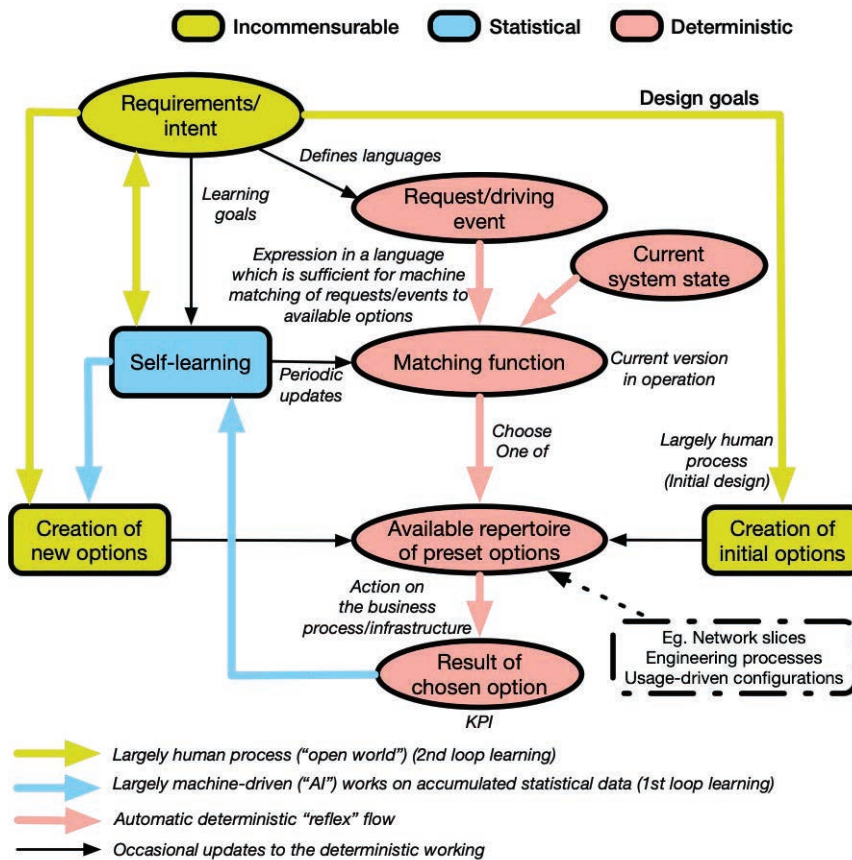 Incommensurable
Statistical
Deterministic
Requirements/
intent
Design goals
Defines languages
Learning
goals
Request/driving
event
Expression in a language
which is sufficient for machine
matching of requests/events to
available options
Current
system state
Self-learning
Periodic
updates
Matching function
Current version
in operation
Choose
One of
Largely human
process
(Initial design)
Creation of
new options
Available repertoire
of preset options
Creation of
initial options
Action on
the business
process/infrastructure
Eg. Network slices
Engineering processes
Usage-driven configurations
Result of
chosen option
KPI
Largely human process (“open world”) (2nd loop learning)
Largely machine-driven (“AI”) works on accumulated statistical data (1st loop learning)
Automatic deterministic “reflex” flow
Occasional updates to the deterministic working